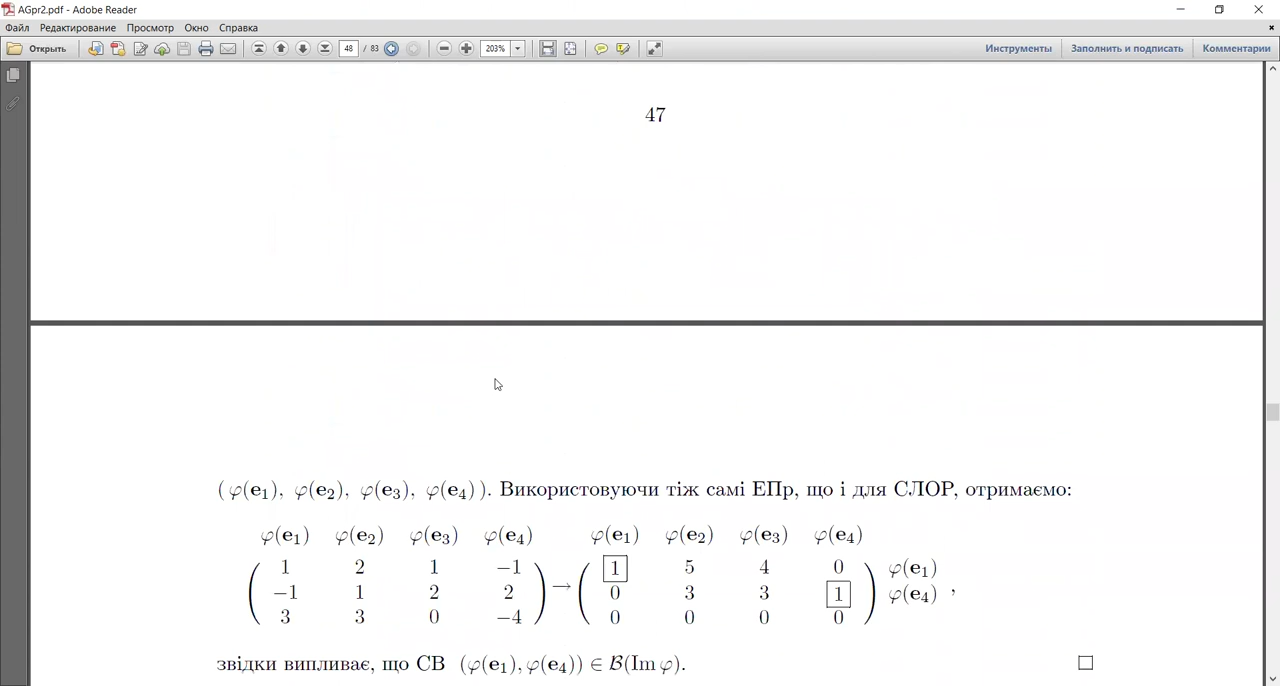 AGpr2.pdf - Adobe Reader
Файл Редактирование Просмотр Окно Справка
Открыть 48 / 83 203% Инструменты Заполнить и подписать Комментарии
47
( φ(e₁), φ(e₂), φ(e₃), φ(e₄) ). Використовуючи тіж самі ЕПр, що і для СЛОР, отримаємо:
φ(e₁) φ(e₂) φ(e₃) φ(e₄) φ(e₁) φ(e₂) φ(e₃) φ(e₄)
1 2 1 −1 1 5 4 0 φ(e₁)
−1 1 2 2 → 0 3 3 1 φ(e₄) ,
3 3 0 −4 0 0 0 0
звідки випливає, що СВ (φ(e₁), φ(e₄)) ∈ ℬ(Im φ). □